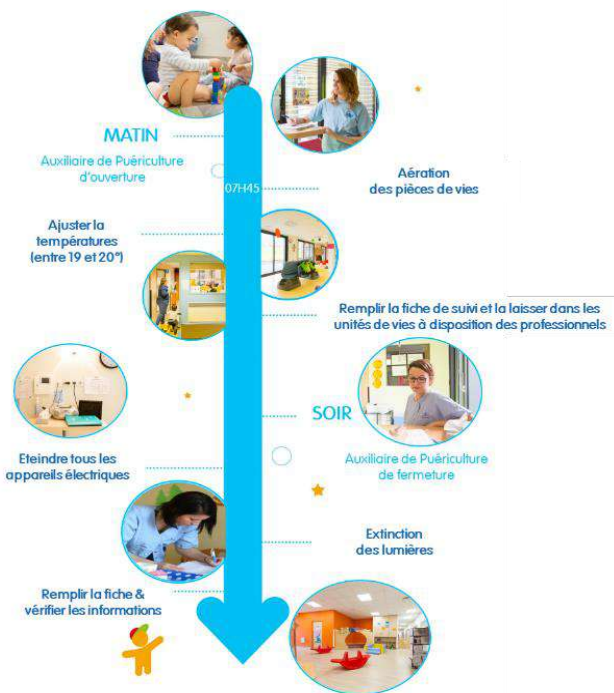 MATIN
Auxiliaire de Puériculture
d'ouverture
07H45
Aération
des pièces de vies
Ajuster la
températures
(entre 19 et 20°)
Remplir la fiche de suivi et la laisser dans les
unités de vies à disposition des professionnels
SOIR
Auxiliaire de Puériculture
de fermeture
Eteindre tous les
appareils électriques
Extinction
des lumières
Remplir la fiche &
vérifier les informations